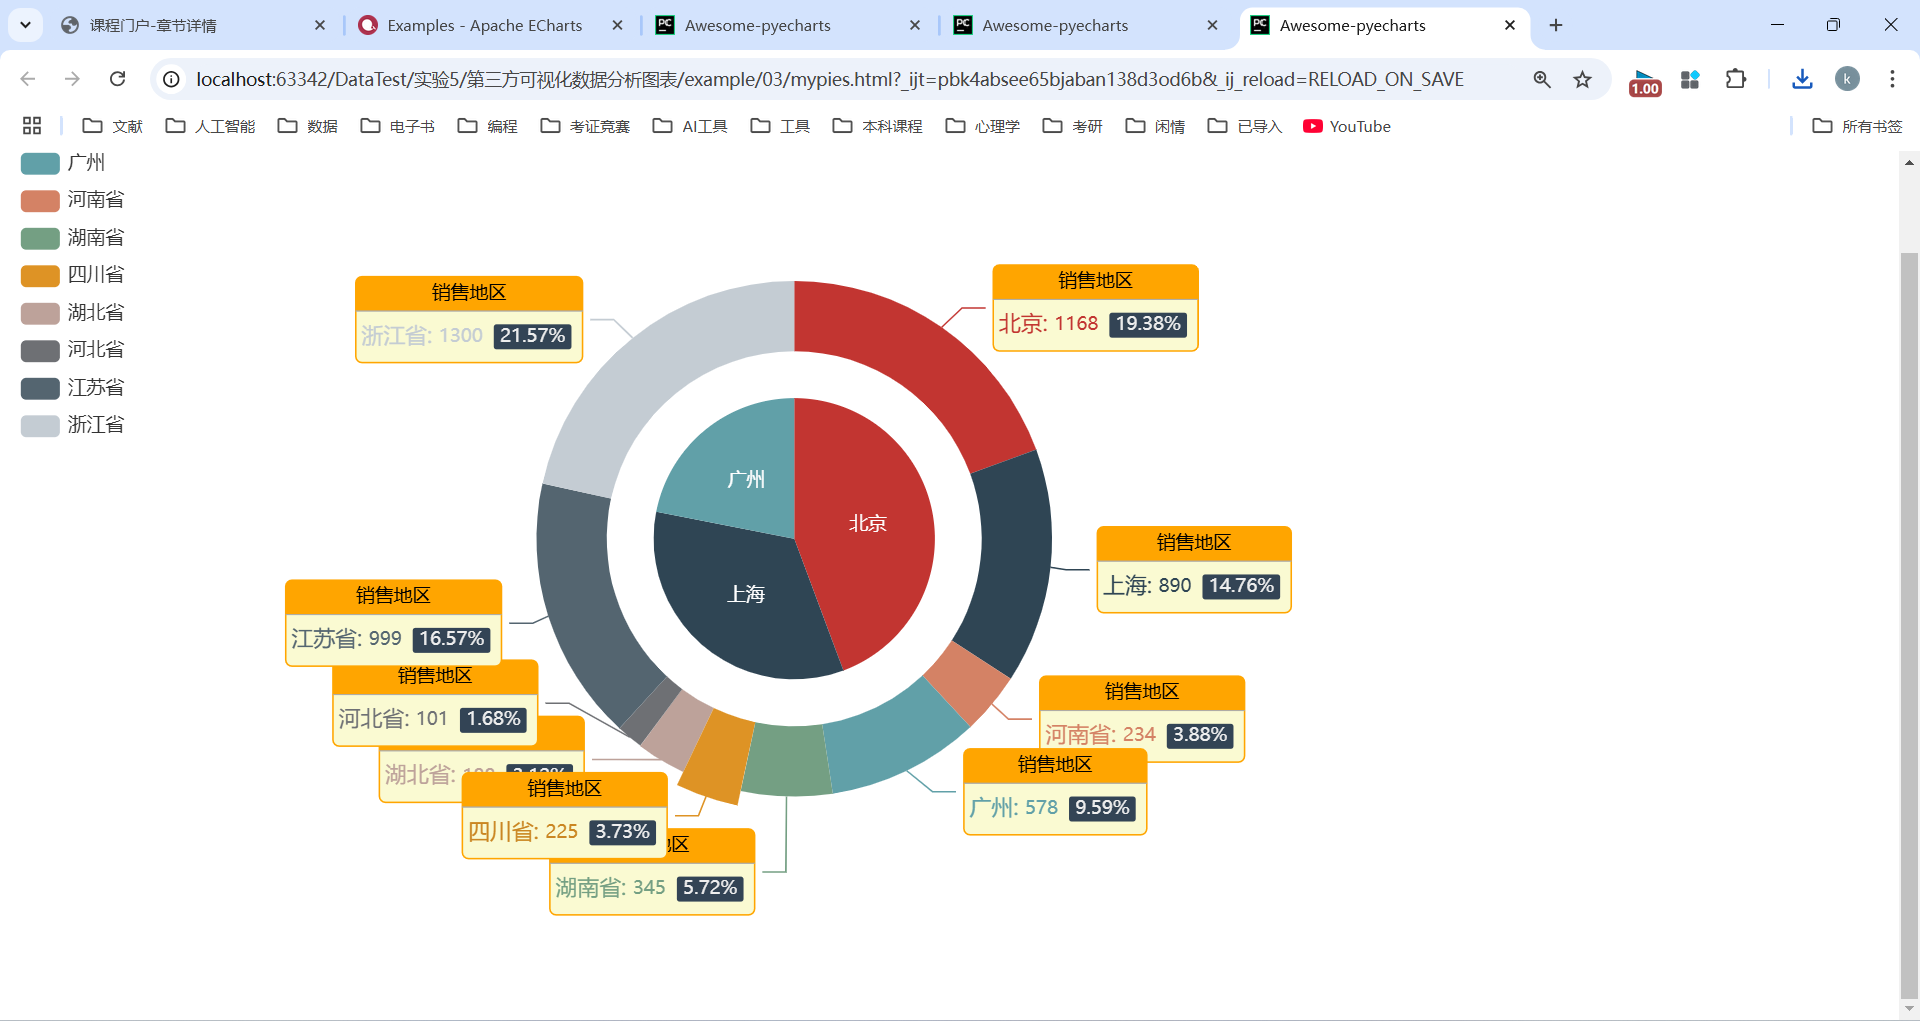 课程门户-章节详情
Examples - Apache ECharts
Awesome-pyecharts
Awesome-pyecharts
Awesome-pyecharts
localhost:63342/DataTest/实验5/第三方可视化数据分析图表/example/03/mypies.html?_ijt=pbk4absee65bjaban138d3od6b&_ij_reload=RELOAD_ON_SAVE
1.00
k
文献
人工智能
数据
电子书
编程
考证竞赛
AI工具
工具
本科课程
心理学
考研
闲情
已导入
YouTube
所有书签
广州
河南省
湖南省
四川省
湖北省
河北省
江苏省
浙江省
销售地区
浙江省: 1300 21.57%
销售地区
北京: 1168 19.38%
广州
北京
上海
销售地区
上海: 890 14.76%
销售地区
江苏省: 999 16.57%
销售地区
河北省: 101 1.68%
湖北省:
销售地区
河南省: 234 3.88%
销售地区
广州: 578 9.59%
销售地区
四川省: 225 3.73%
区
湖南省: 345 5.72%